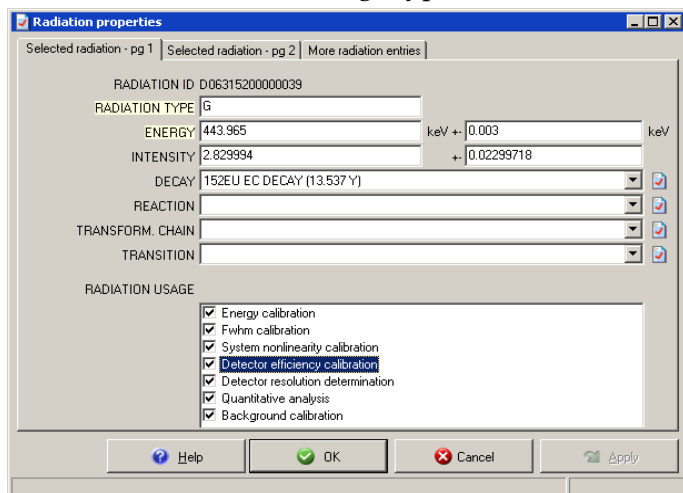 Radiation properties
Selected radiation - pg 1 Selected radiation - pg 2 More radiation entries
RADIATION ID D06315200000039
RADIATION TYPE G
ENERGY 443.965 keV +- 0.003 keV
INTENSITY 2.829994 +- 0.02299718
DECAY 152EU EC DECAY (13.537 Y)
REACTION
TRANSFORM. CHAIN
TRANSITION
RADIATION USAGE
Energy calibration
Fwhm calibration
System nonlinearity calibration
Detector efficiency calibration
Detector resolution determination
Quantitative analysis
Background calibration
Help OK Cancel Apply